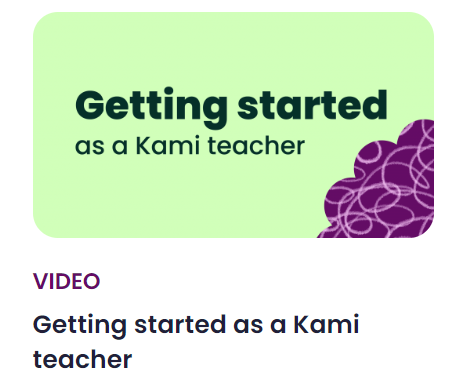 Getting started
as a Kami teacher
VIDEO
Getting started as a Kami
teacher